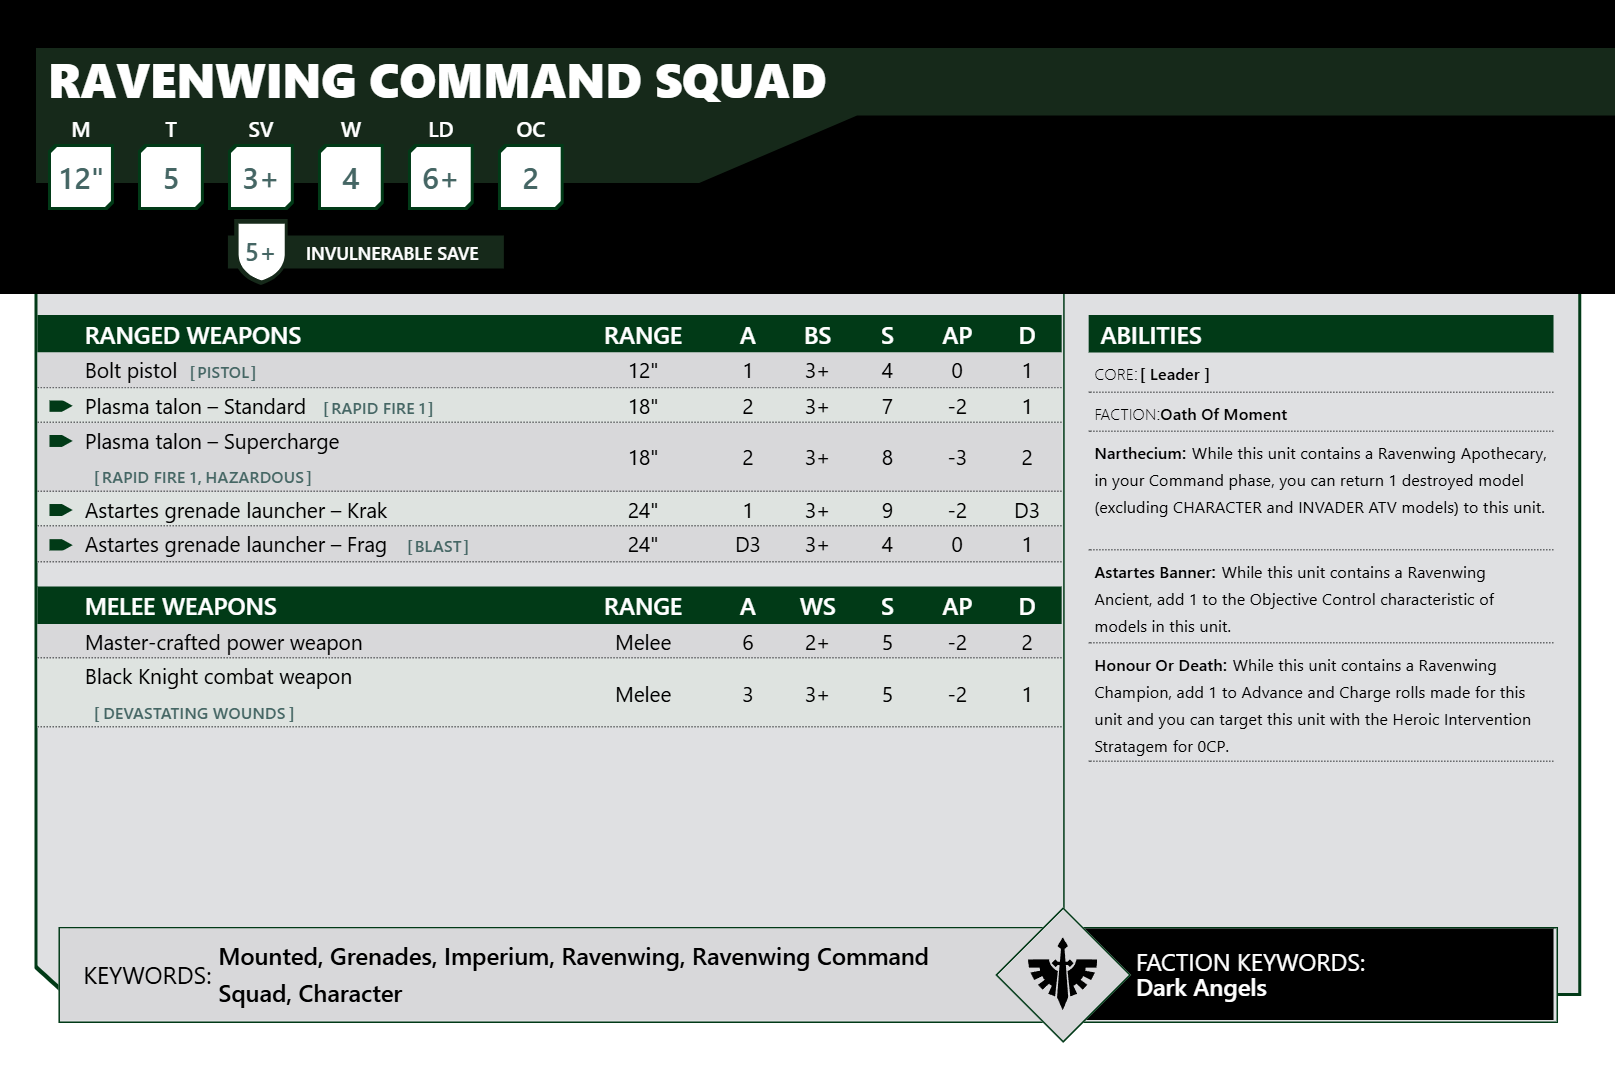 RAVENWING COMMAND SQUAD
M T SV W LD OC
12" 5 3+ 4 6+ 2
5+ INVULNERABLE SAVE
RANGED WEAPONS RANGE A BS S AP D
Bolt pistol [PISTOL] 12" 1 3+ 4 0 1
Plasma talon – Standard [RAPID FIRE 1] 18" 2 3+ 7 -2 1
Plasma talon – Supercharge
[RAPID FIRE 1, HAZARDOUS] 18" 2 3+ 8 -3 2
Astartes grenade launcher – Krak 24" 1 3+ 9 -2 D3
Astartes grenade launcher – Frag [BLAST] 24" D3 3+ 4 0 1
MELEE WEAPONS RANGE A WS S AP D
Master-crafted power weapon Melee 6 2+ 5 -2 2
Black Knight combat weapon
[DEVASTATING WOUNDS] Melee 3 3+ 5 -2 1
ABILITIES
CORE: [ Leader ]
FACTION:Oath Of Moment
Narthecium: While this unit contains a Ravenwing Apothecary,
in your Command phase, you can return 1 destroyed model
(excluding CHARACTER and INVADER ATV models) to this unit.
Astartes Banner: While this unit contains a Ravenwing
Ancient, add 1 to the Objective Control characteristic of
models in this unit.
Honour Or Death: While this unit contains a Ravenwing
Champion, add 1 to Advance and Charge rolls made for this
unit and you can target this unit with the Heroic Intervention
Stratagem for 0CP.
KEYWORDS: Mounted, Grenades, Imperium, Ravenwing, Ravenwing Command
Squad, Character
FACTION KEYWORDS:
Dark Angels